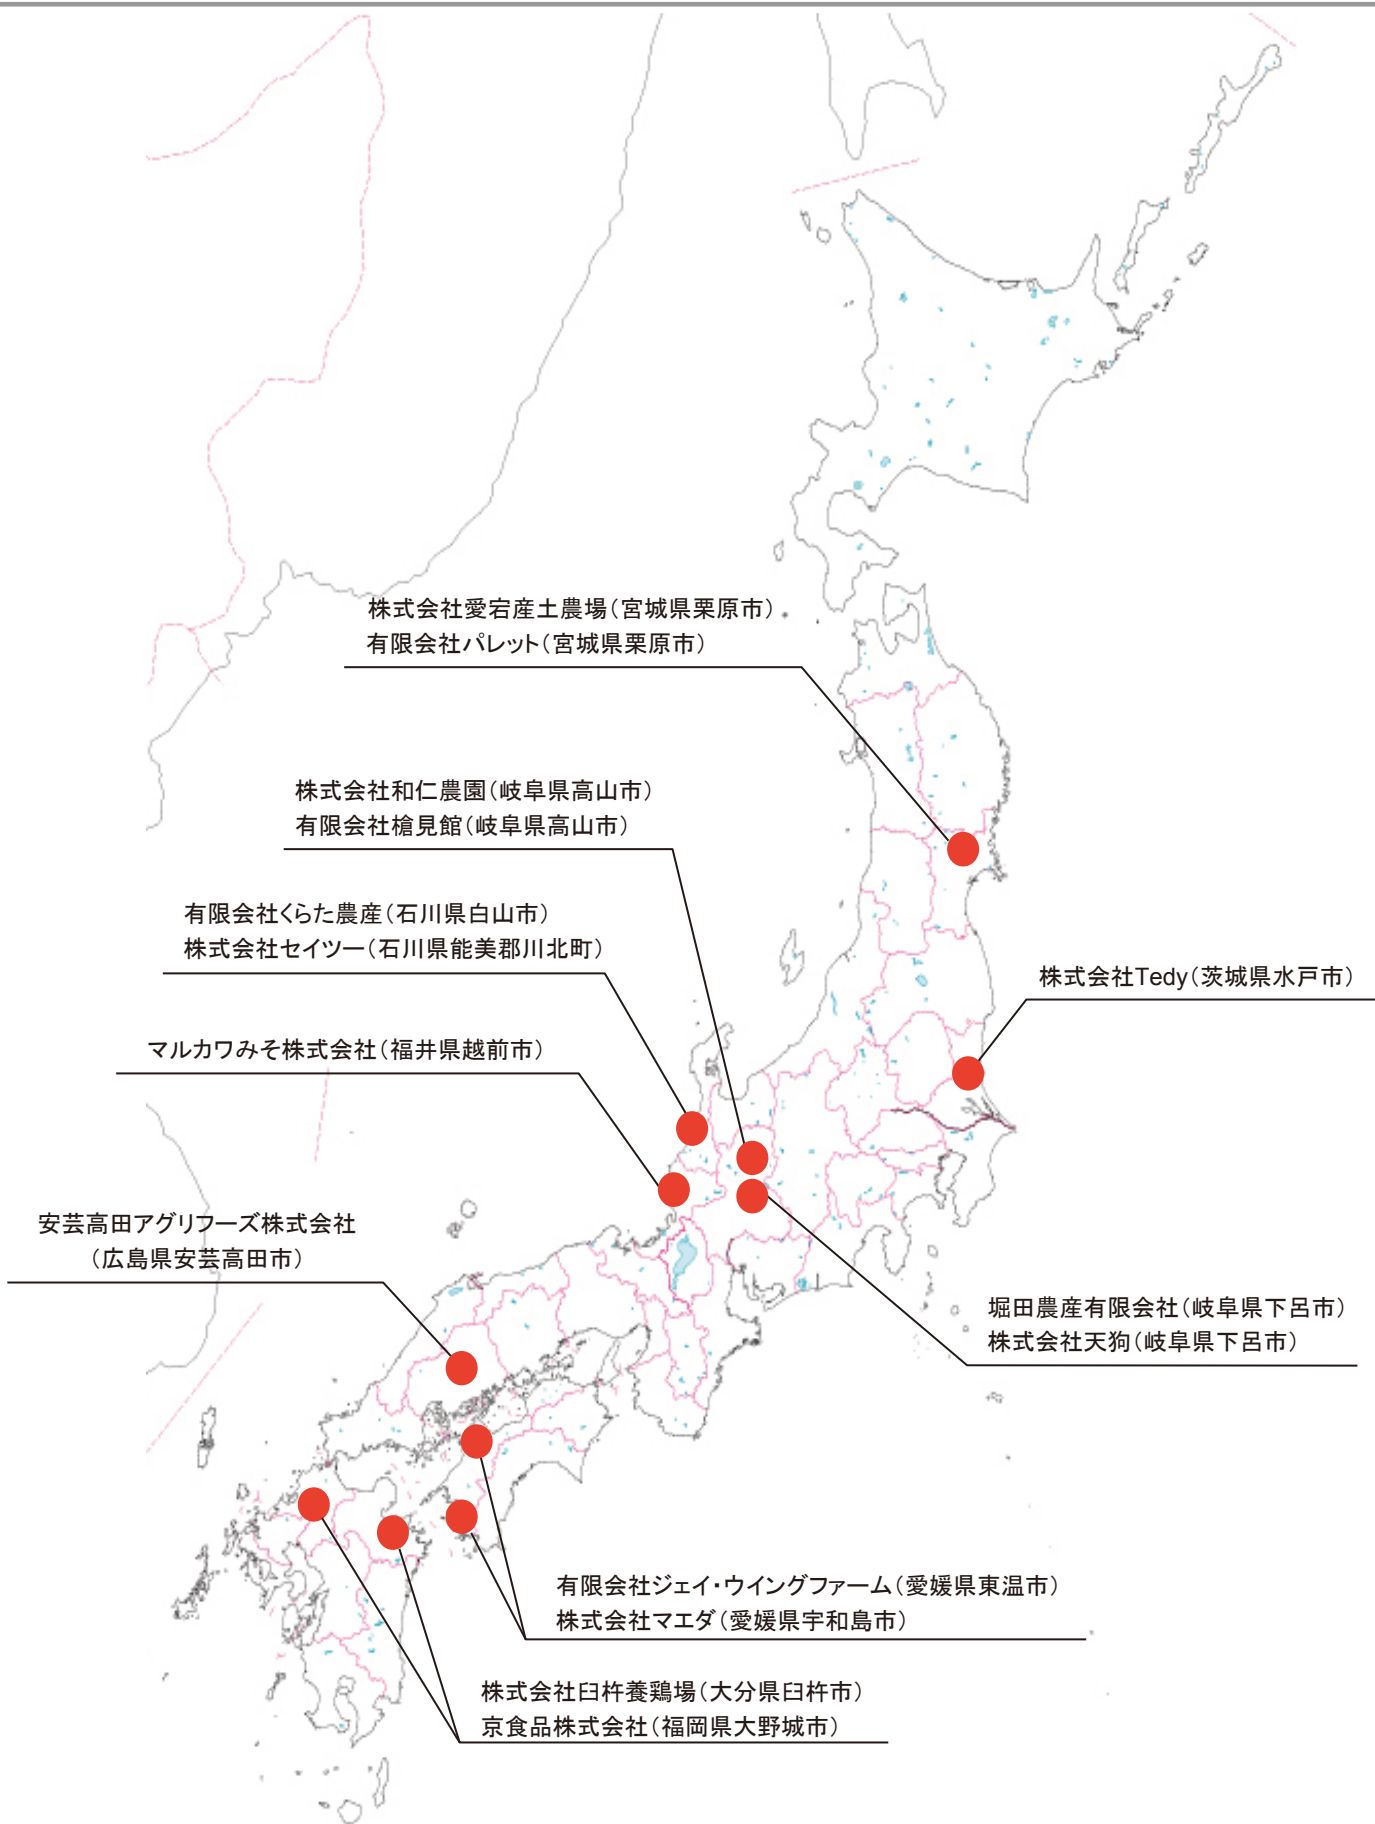 株式会社愛宕産土農場（宮城県栗原市）
有限会社パレット（宮城県栗原市）
株式会社和仁農園（岐阜県高山市）
有限会社槍見館（岐阜県高山市）
有限会社くらた農産（石川県白山市）
株式会社セイツー（石川県能美郡川北町）
株式会社Tedy（茨城県水戸市）
マルカワみそ株式会社（福井県越前市）
安芸高田アグリフーズ株式会社
（広島県安芸高田市）
堀田農産有限会社（岐阜県下呂市）
株式会社天狗（岐阜県下呂市）
有限会社ジェイ・ウイングファーム（愛媛県東温市）
株式会社マエダ（愛媛県宇和島市）
株式会社臼杵養鶏場（大分県臼杵市）
京食品株式会社（福岡県大野城市）